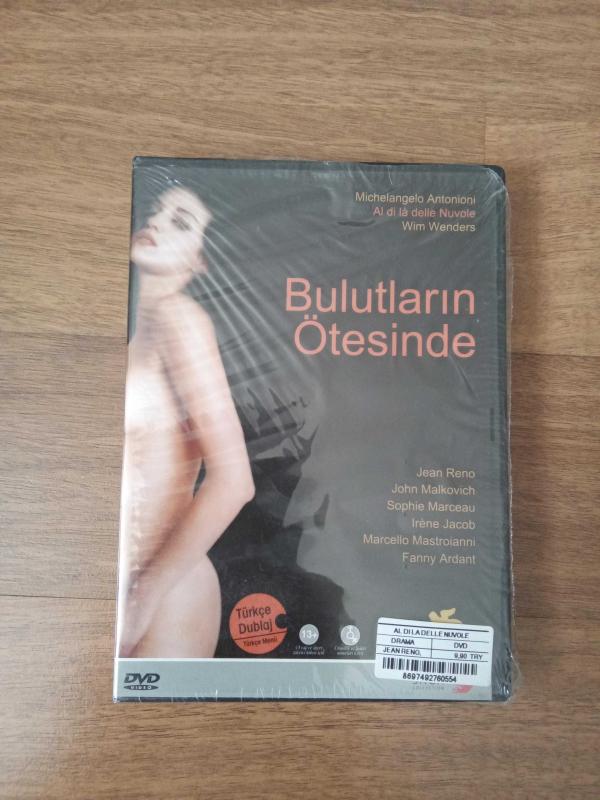 Michelangelo Antonioni
Al di là delle Nuvole
Wim Wenders
Bulutların
Ötesinde
Jean Reno
John Malkovich
Sophie Marceau
Irène Jacob
Marcello Mastroianni
Fanny Ardant
Türkçe
Dublaj
Türkçe Menü
13+
AL DI LA DELLE NUVOLE
DRAMA DVD
JEAN RENO, 9,90 TRY
8697492760554
DVD
VIDEO
COLLECTION